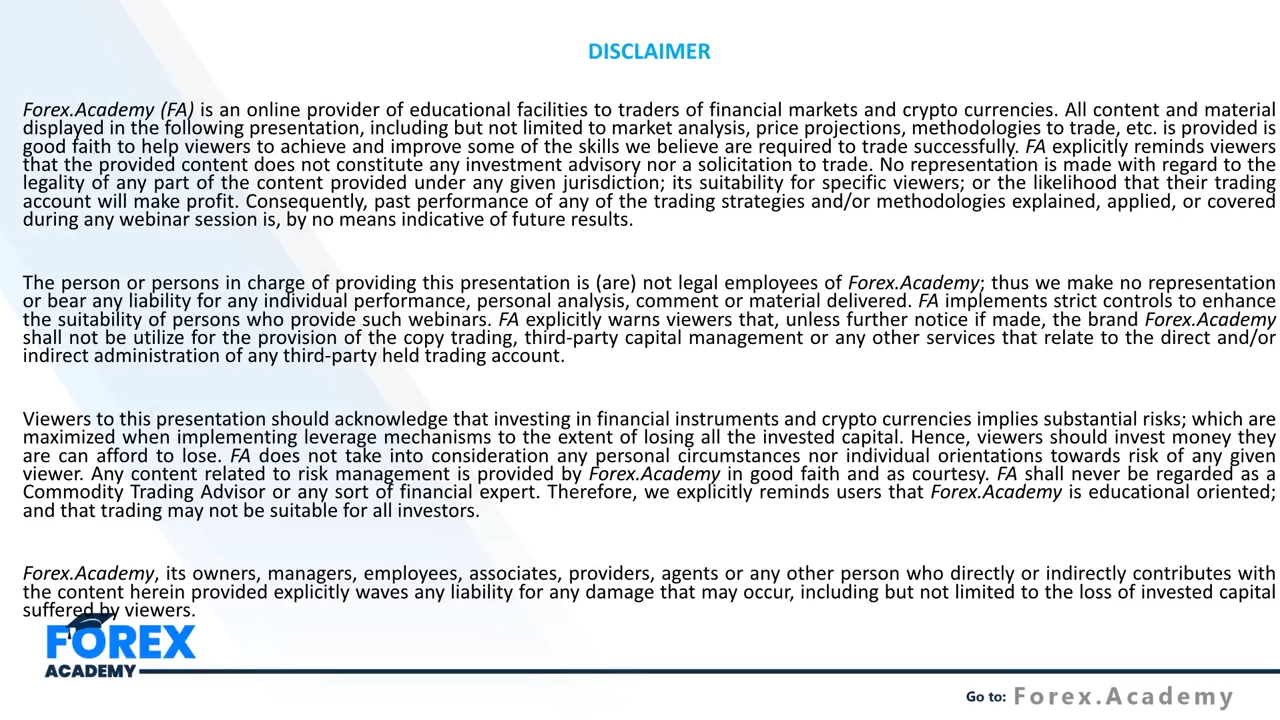 DISCLAIMER
Forex.Academy (FA) is an online provider of educational facilities to traders of financial markets and crypto currencies. All content and material
displayed in the following presentation, including but not limited to market analysis, price projections, methodologies to trade, etc. is provided is
good faith to help viewers to achieve and improve some of the skills we believe are required to trade successfully. FA explicitly reminds viewers
that the provided content does not constitute any investment advisory nor a solicitation to trade. No representation is made with regard to the
legality of any part of the content provided under any given jurisdiction; its suitability for specific viewers; or the likelihood that their trading
account will make profit. Consequently, past performance of any of the trading strategies and/or methodologies explained, applied, or covered
during any webinar session is, by no means indicative of future results.
The person or persons in charge of providing this presentation is (are) not legal employees of Forex.Academy; thus we make no representation
or bear any liability for any individual performance, personal analysis, comment or material delivered. FA implements strict controls to enhance
the suitability of persons who provide such webinars. FA explicitly warns viewers that, unless further notice if made, the brand Forex.Academy
shall not be utilize for the provision of the copy trading, third-party capital management or any other services that relate to the direct and/or
indirect administration of any third-party held trading account.
Viewers to this presentation should acknowledge that investing in financial instruments and crypto currencies implies substantial risks; which are
maximized when implementing leverage mechanisms to the extent of losing all the invested capital. Hence, viewers should invest money they
are can afford to lose. FA does not take into consideration any personal circumstances nor individual orientations towards risk of any given
viewer. Any content related to risk management is provided by Forex.Academy in good faith and as courtesy. FA shall never be regarded as a
Commodity Trading Advisor or any sort of financial expert. Therefore, we explicitly reminds users that Forex.Academy is educational oriented;
and that trading may not be suitable for all investors.
Forex.Academy, its owners, managers, employees, associates, providers, agents or any other person who directly or indirectly contributes with
the content herein provided explicitly waves any liability for any damage that may occur, including but not limited to the loss of invested capital
suffered by viewers.
FOREX
ACADEMY
Go to: Forex.Academy